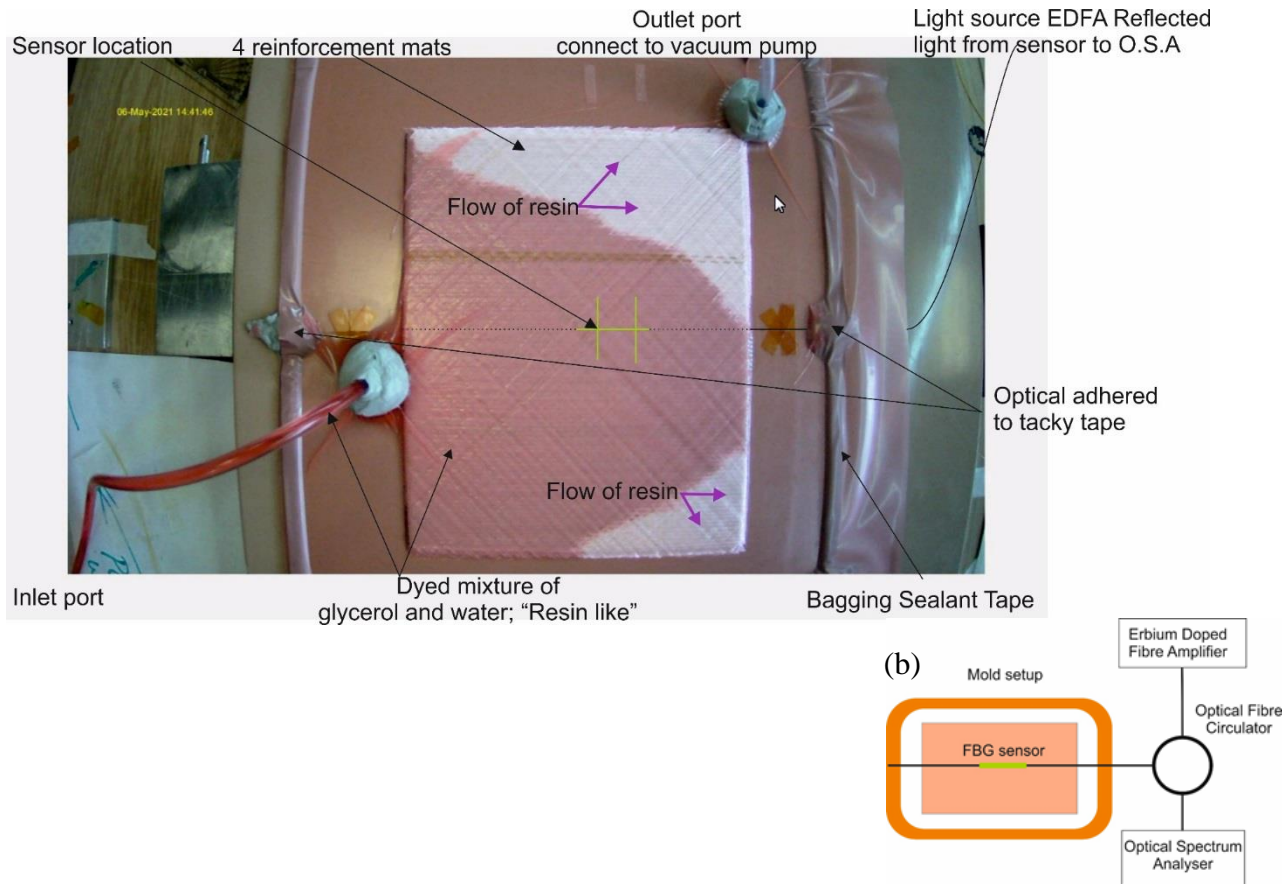 Sensor location
4 reinforcement mats
Outlet port
connect to vacuum pump
Light source EDFA Reflected
light from sensor to O.S.A
06-May-2021 14:41:46
Flow of resin
Optical adhered
to tacky tape
Flow of resin
Inlet port
Dyed mixture of
glycerol and water; “Resin like”
Bagging Sealant Tape
(b)
Mold setup
Erbium Doped
Fibre Amplifier
Optical Fibre
Circulator
FBG sensor
Optical Spectrum
Analyser